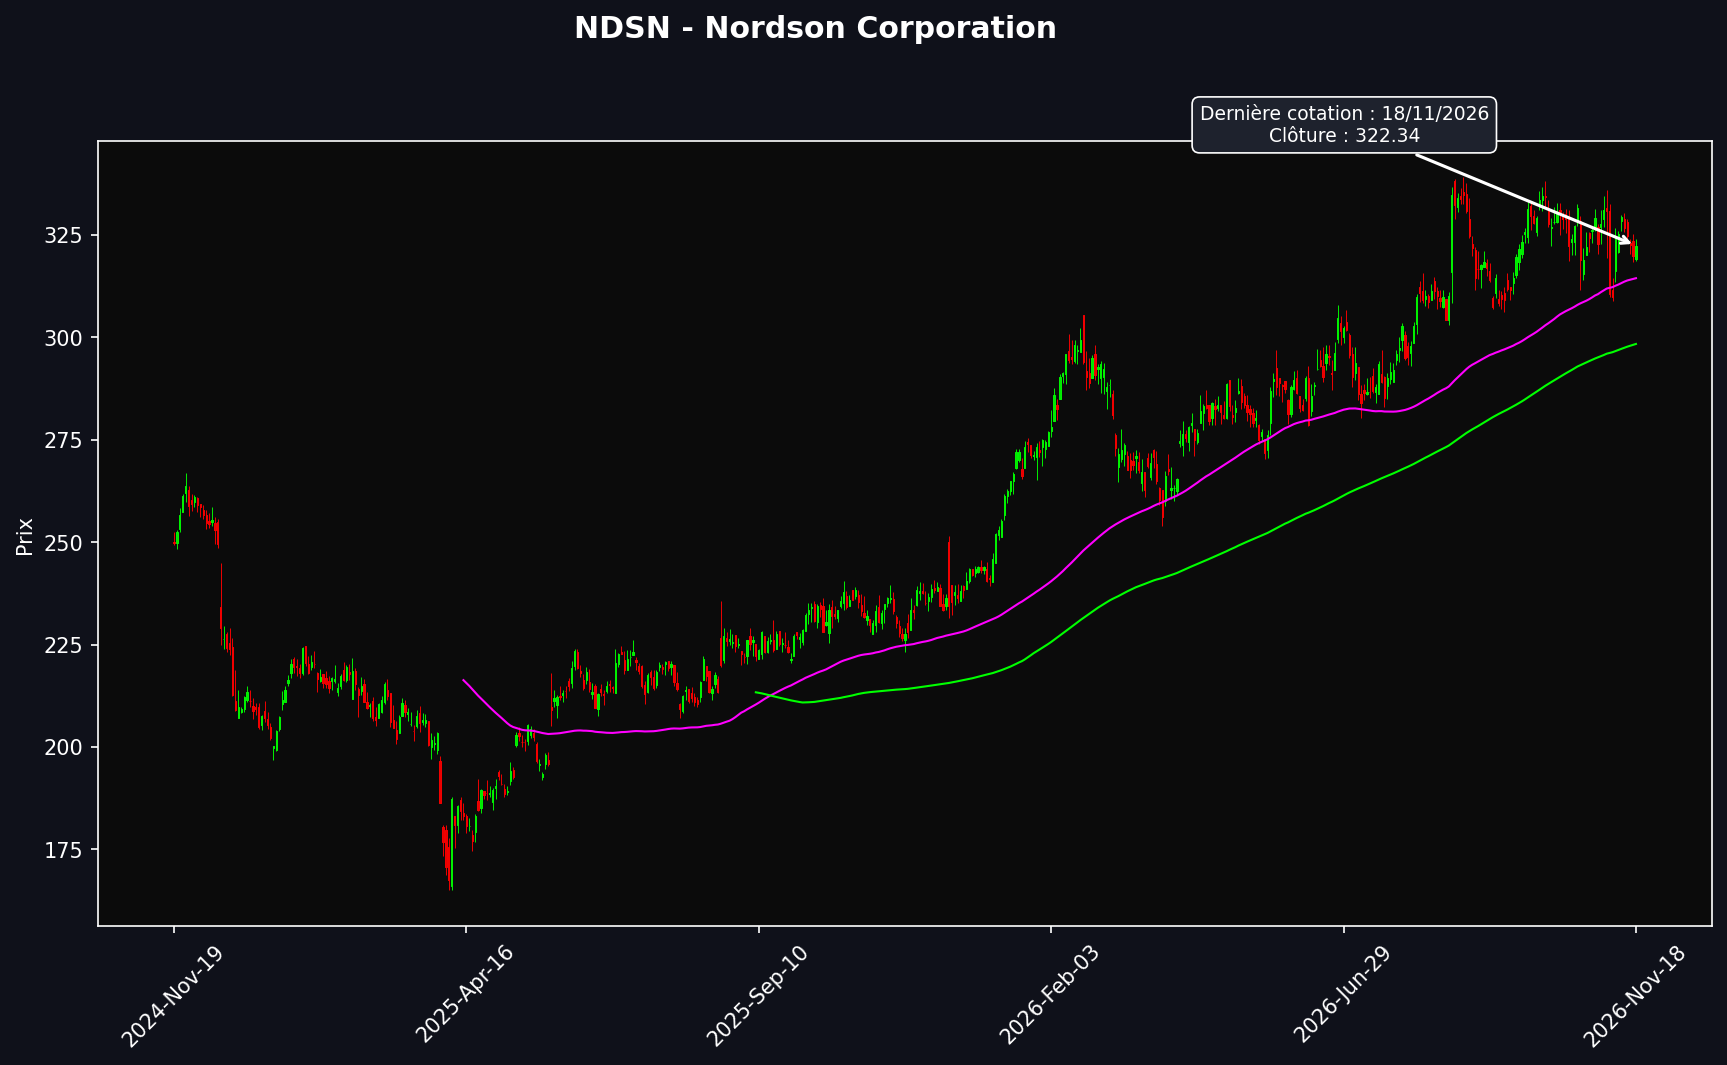 NDSN - Nordson Corporation
Dernière cotation : 18/11/2026
Clôture : 322.34
Prix
325
300
275
250
225
200
175
2024-Nov-19
2025-Apr-16
2025-Sep-10
2026-Feb-03
2026-Jun-29
2026-Nov-18